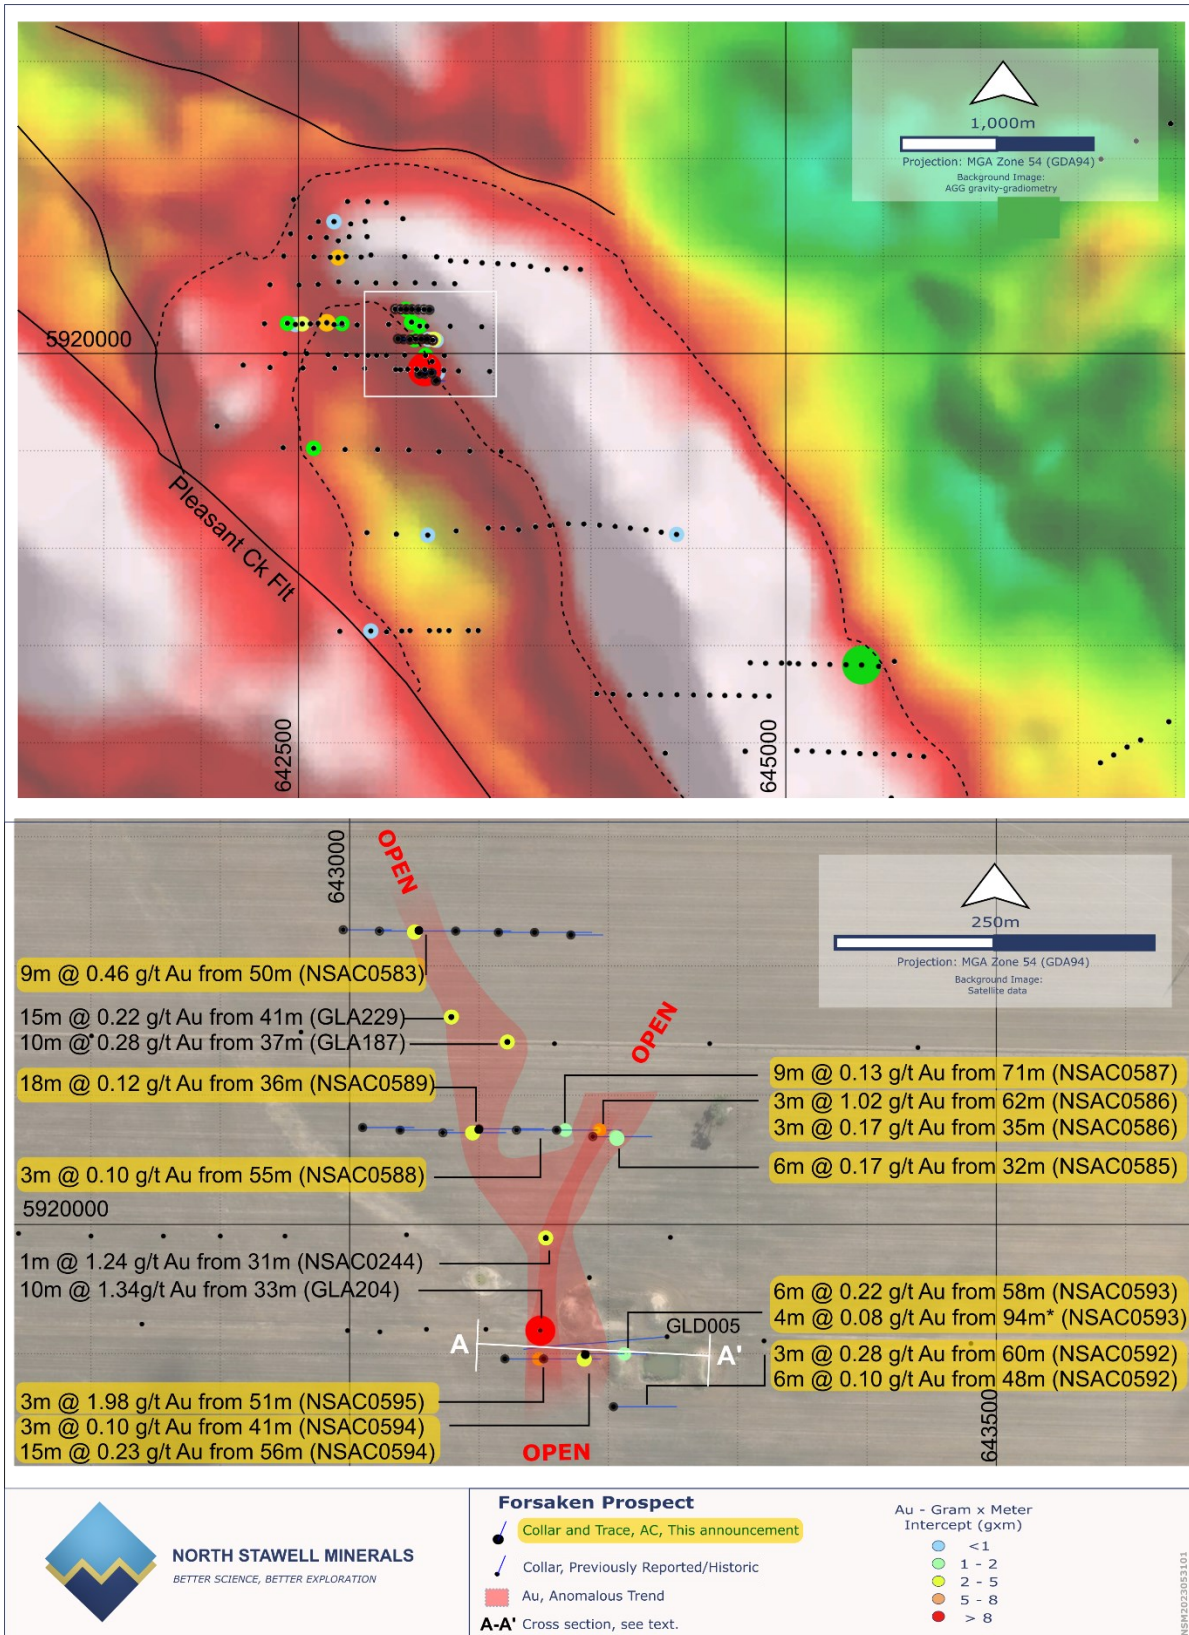 1,000m
Projection: MGA Zone 54 (GDA94)
Background Image:
AGG gravity-gradiometry
5920000
Pleasant Ck Flt
642500
645000
OPEN
643000
250m
Projection: MGA Zone 54 (GDA94)
Background Image:
Satellite data
9m @ 0.46 g/t Au from 50m (NSAC0583)
15m @ 0.22 g/t Au from 41m (GLA229)
10m @ 0.28 g/t Au from 37m (GLA187)
OPEN
18m @ 0.12 g/t Au from 36m (NSAC0589)
9m @ 0.13 g/t Au from 71m (NSAC0587)
3m @ 1.02 g/t Au from 62m (NSAC0586)
3m @ 0.17 g/t Au from 35m (NSAC0586)
6m @ 0.17 g/t Au from 32m (NSAC0585)
3m @ 0.10 g/t Au from 55m (NSAC0588)
5920000
1m @ 1.24 g/t Au from 31m (NSAC0244)
10m @ 1.34g/t Au from 33m (GLA204)
6m @ 0.22 g/t Au from 58m (NSAC0593)
4m @ 0.08 g/t Au from 94m* (NSAC0593)
GLD005
A
A'
3m @ 0.28 g/t Au from 60m (NSAC0592)
6m @ 0.10 g/t Au from 48m (NSAC0592)
3m @ 1.98 g/t Au from 51m (NSAC0595)
3m @ 0.10 g/t Au from 41m (NSAC0594)
15m @ 0.23 g/t Au from 56m (NSAC0594)
OPEN
643500
NORTH STAWELL MINERALS
BETTER SCIENCE, BETTER EXPLORATION
Forsaken Prospect
Collar and Trace, AC, This announcement
Collar, Previously Reported/Historic
Au, Anomalous Trend
A-A' Cross section, see text.
Au - Gram x Meter
Intercept (gxm)
<1
1 - 2
2 - 5
5 - 8
> 8
NSM2023053101